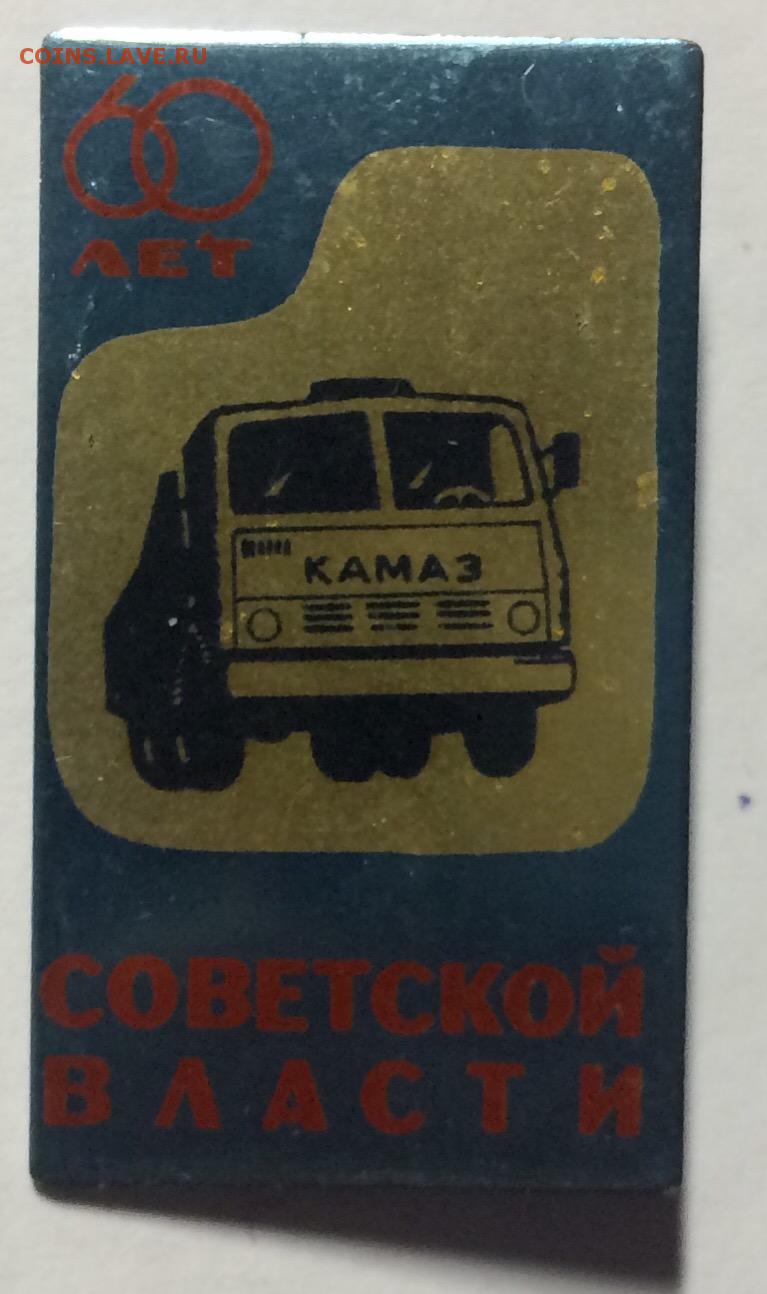 COINS.LAVE.RU
60
ЛЕТ
КАМАЗ
СОВЕТСКОЙ
ВЛАСТИ